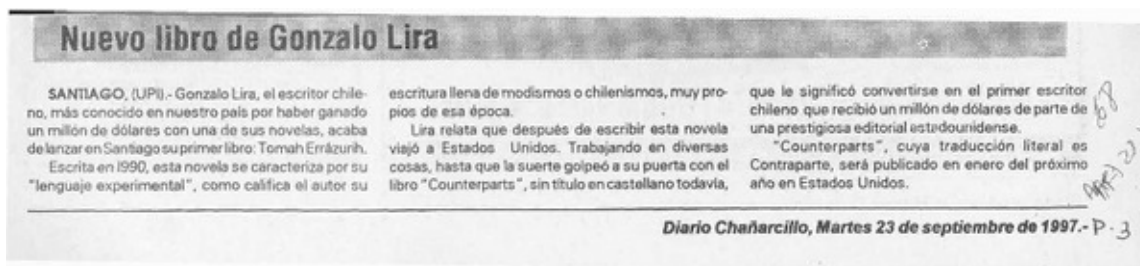 Nuevo libro de Gonzalo Lira
SANTIAGO, (UPI).- Gonzalo Lira, el escritor chile-
no, más conocido en nuestro país por haber ganado
un millón de dólares con una de sus novelas, acaba
de lanzar en Santiago su primer libro: Tomah Errázurih.
Escrita en 1990, esta novela se caracteriza por su
"lenguaje experimental", como califica el autor su
escritura llena de modismos o chilenismos, muy pro-
pios de esa época.
Lira relata que después de escribir esta novela
viajó a Estados Unidos. Trabajando en diversas
cosas, hasta que la suerte golpeó a su puerta con el
libro "Counterparts", sin título en castellano todavía,
que le significó convertirse en el primer escritor
chileno que recibió un millón de dólares de parte de
una prestigiosa editorial estadounidense.
"Counterparts", cuya traducción literal es
Contraparte, será publicado en enero del próximo
año en Estados Unidos.
Diario Chañarcillo, Martes 23 de septiembre de 1997.- P. 3